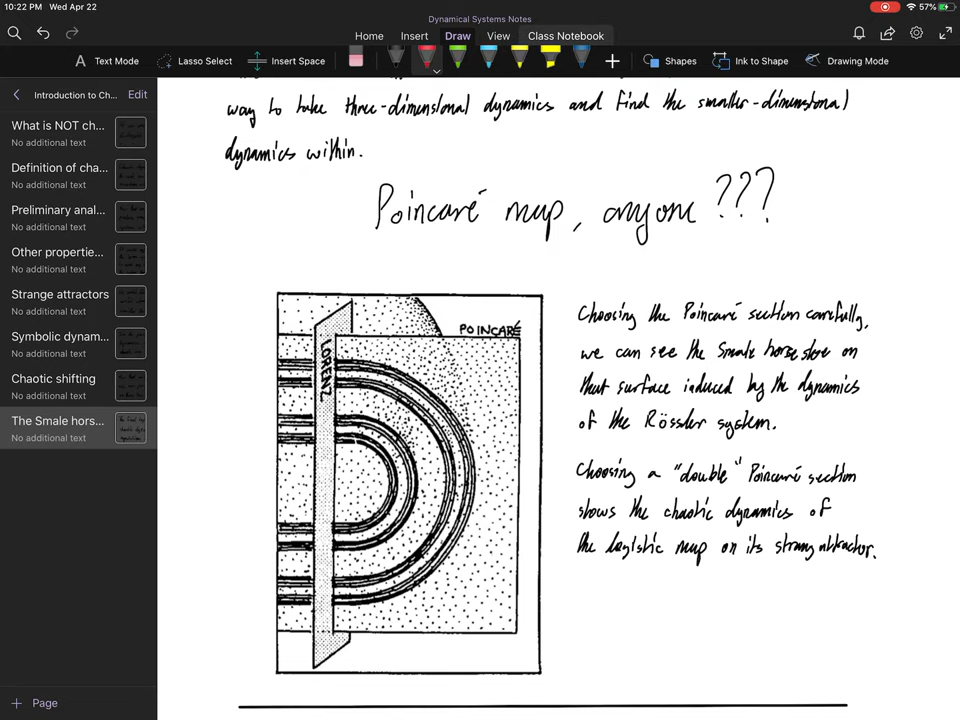 10:22 PM Wed Apr 22
57%
Dynamical Systems Notes
Home Insert Draw View Class Notebook
Text Mode Lasso Select Insert Space Shapes Ink to Shape Drawing Mode
Introduction to Ch... Edit
What is NOT ch...
No additional text
Definition of cha...
No additional text
Preliminary anal...
No additional text
Other propertie...
No additional text
Strange attractors
No additional text
Symbolic dynam...
No additional text
Chaotic shifting
No additional text
The Smale hors...
No additional text
Page
way to take three-dimensional dynamics and find the smaller-dimensional
dynamics within.
Poincaré map, anyone???
POINCARÉ
LORENZ
Choosing the Poincaré section carefully,
we can see the Smale horseshoe on
that surface induced by the dynamics
of the Rössler system.
Choosing a "double" Poincaré section
shows the chaotic dynamics of
the logistic map on its strang attractor.